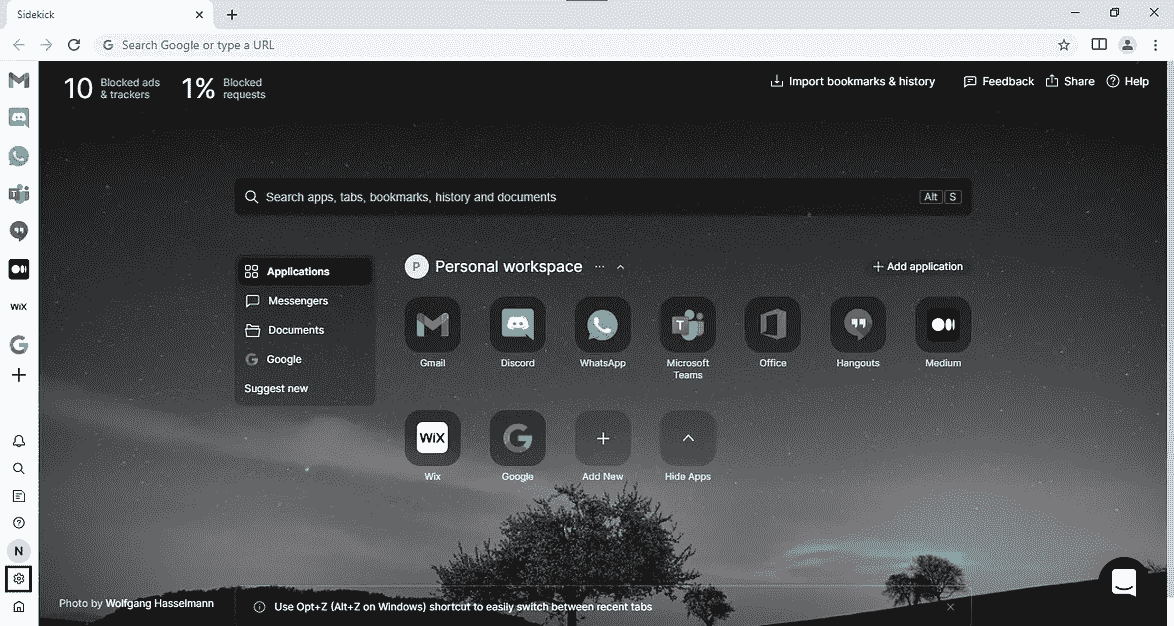 Sidekick
Search Google or type a URL
10 Blocked ads & trackers
1% Blocked requests
Import bookmarks & history
Feedback
Share
Help
Search apps, tabs, bookmarks, history and documents
Alt S
Applications
Messengers
Documents
Google
Suggest new
P Personal workspace ...
Add application
Gmail
Discord
WhatsApp
T
Microsoft
Teams
Office
Hangouts
Medium
WiX
Wix
Google
Add New
Hide Apps
WiX
N
Photo by Wolfgang Hasselmann
Use Opt+Z (Alt+Z on Windows) shortcut to easily switch between recent tabs